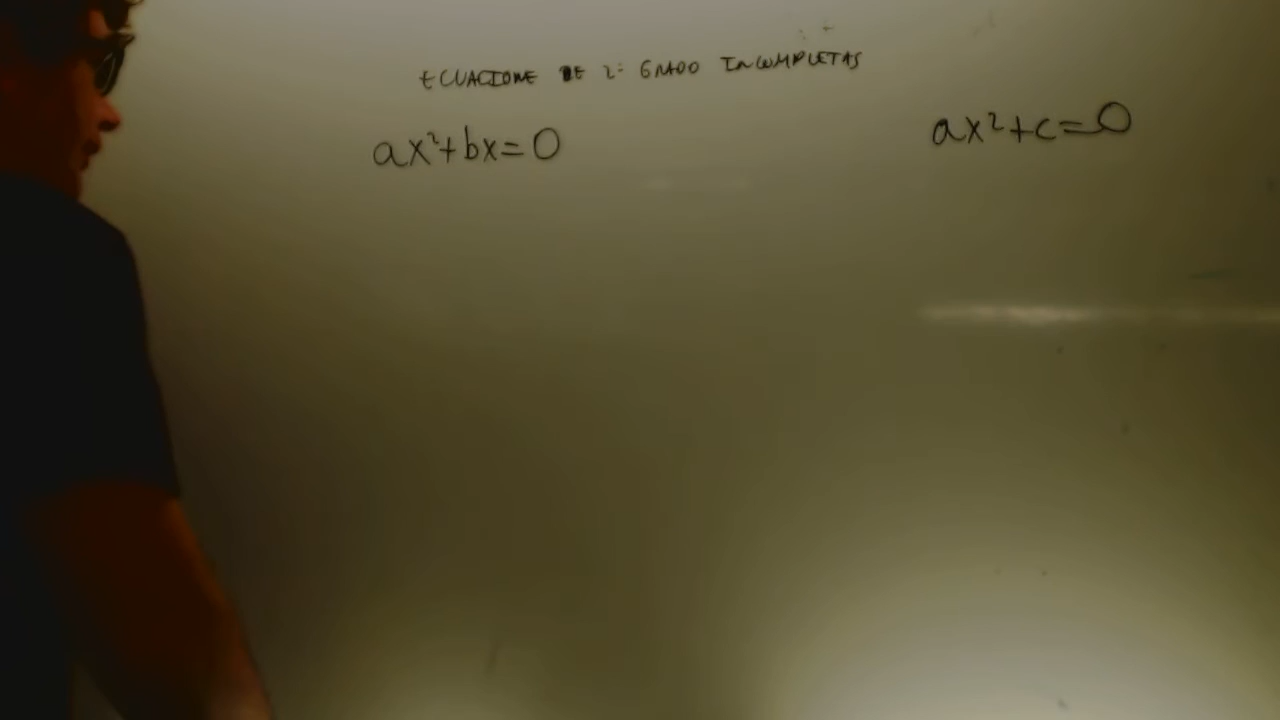 ECUACIONE DE 2º GRADO INCOMPLETAS
ax²+bx=0
ax²+c=0